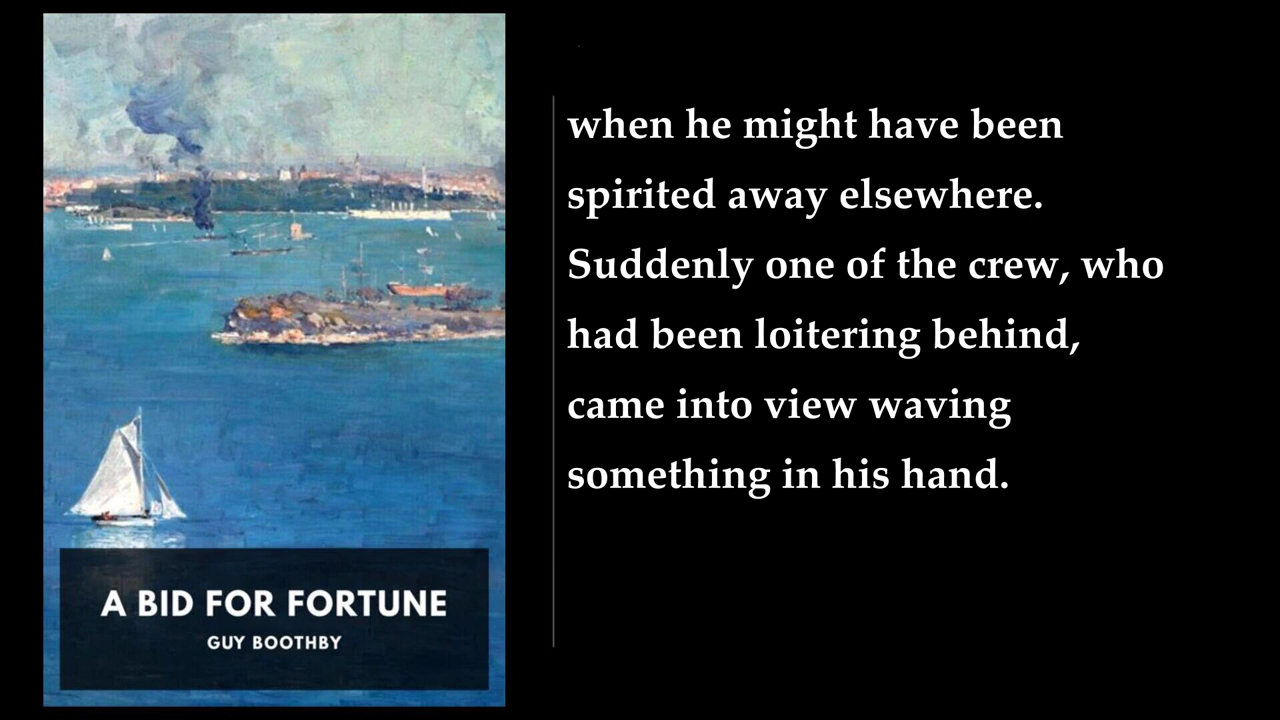 when he might have been
spirited away elsewhere.
Suddenly one of the crew, who
had been loitering behind,
came into view waving
something in his hand.
A BID FOR FORTUNE
GUY BOOTHBY